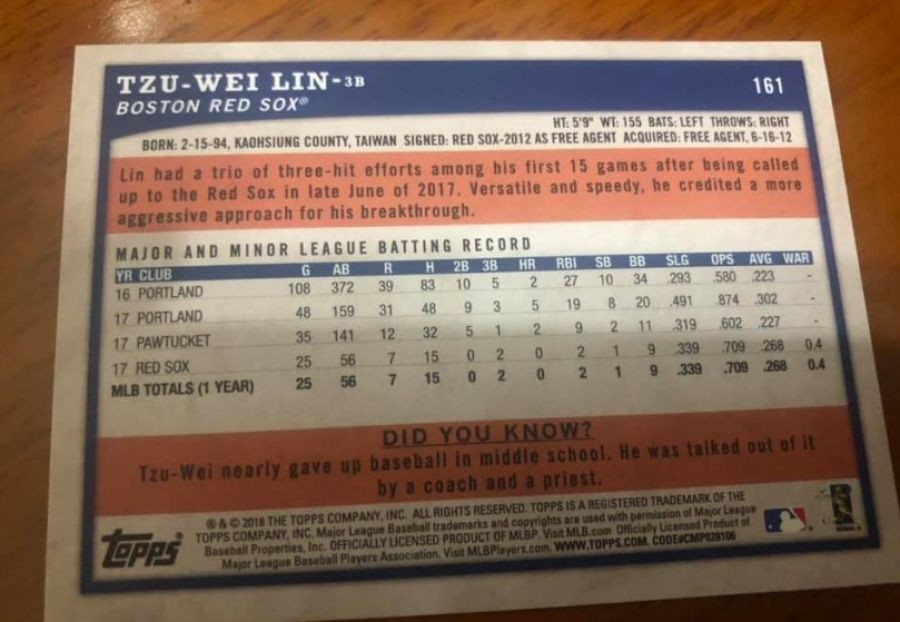 TZU-WEI LIN-3B
161
BOSTON RED SOX®
HT: 5'9" WT: 155 BATS: LEFT THROWS: RIGHT
BORN: 2-15-94, KAOHSIUNG COUNTY, TAIWAN SIGNED: RED SOX-2012 AS FREE AGENT ACQUIRED: FREE AGENT, 6-16-12
Lin had a trio of three-hit efforts among his first 15 games after being called
up to the Red Sox in late June of 2017. Versatile and speedy, he credited a more
aggressive approach for his breakthrough.
MAJOR AND MINOR LEAGUE BATTING RECORD
YR CLUB G AB R H 2B 3B HR RBI SB BB SLG OPS AVG WAR
16 PORTLAND 108 372 39 83 10 5 2 27 10 34 .293 .580 .223 -
17 PORTLAND 48 159 31 48 9 3 5 19 8 20 .491 .874 .302 -
17 PAWTUCKET 35 141 12 32 5 1 2 9 2 11 .319 .602 .227 -
17 RED SOX 25 56 7 15 0 2 0 2 1 9 .339 .709 .268 0.4
MLB TOTALS (1 YEAR) 25 56 7 15 0 2 0 2 1 9 .339 .709 .268 0.4
DID YOU KNOW?
Tzu-Wei nearly gave up baseball in middle school. He was talked out of it
by a coach and a priest.
topps
® & © 2018 THE TOPPS COMPANY, INC. ALL RIGHTS RESERVED. TOPPS IS A REGISTERED TRADEMARK OF THE
TOPPS COMPANY, INC. Major League Baseball trademarks and copyrights are used with permission of Major League
Baseball Properties, Inc. OFFICIALLY LICENSED PRODUCT OF MLBP. Visit MLB.com Officially Licensed Product of
Major League Baseball Players Association. Visit MLBPlayers.com. WWW.TOPPS.COM. CODE#CMP029106